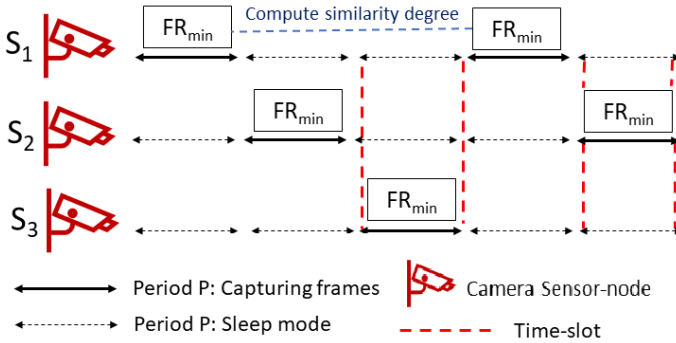 Compute similarity degree
S1 FRmin FRmin
S2 FRmin FRmin
S3 FRmin
Period P: Capturing frames Camera Sensor-node
Period P: Sleep mode Time-slot